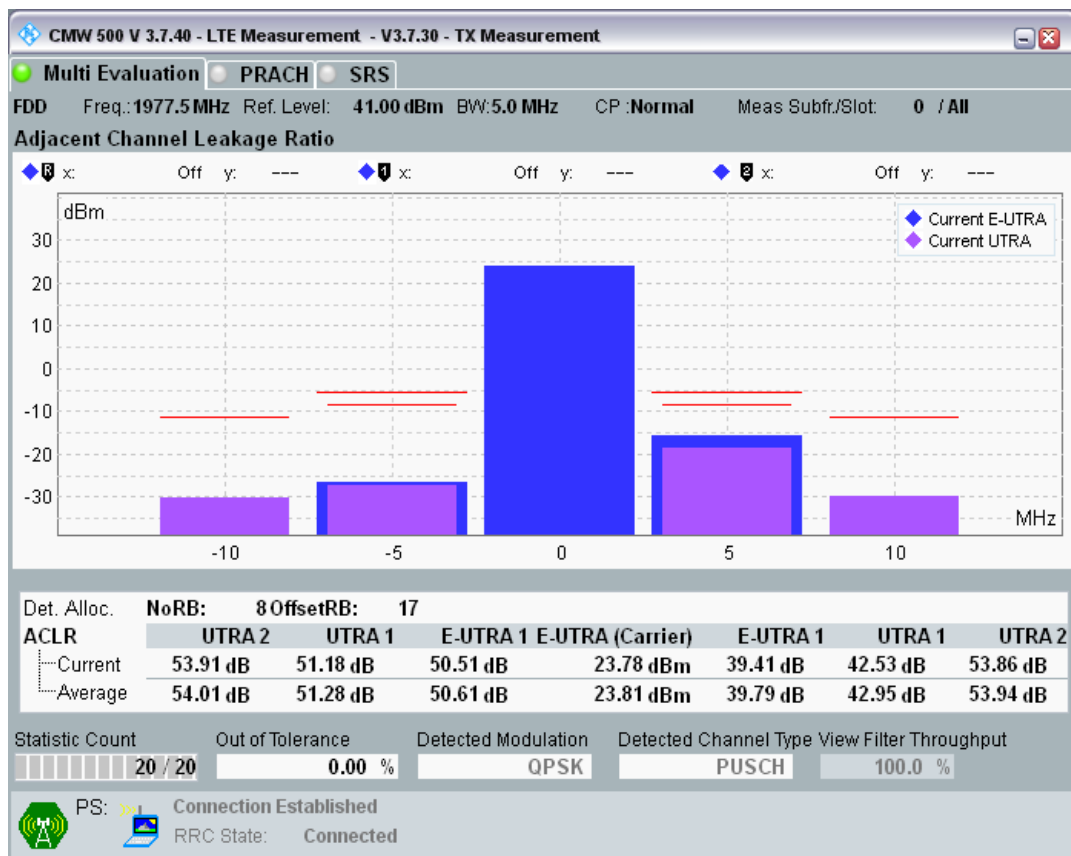 CMW 500 V 3.7.40 - LTE Measurement - V3.7.30 - TX Measurement
Multi Evaluation PRACH SRS
FDD Freq.:1977.5 MHz Ref. Level: 41.00 dBm BW:5.0 MHz CP :Normal Meas Subfr./Slot: 0 / All
Adjacent Channel Leakage Ratio
R x: Off y: --- 1 x: Off y: --- 2 x: Off y: ---
dBm
Current E-UTRA
Current UTRA
30
20
10
0
-10
-20
-30
MHz
-10 -5 0 5 10
Det. Alloc. NoRB: 8 OffsetRB: 17
ACLR UTRA 2 UTRA 1 E-UTRA 1 E-UTRA (Carrier) E-UTRA 1 UTRA 1 UTRA 2
Current 53.91 dB 51.18 dB 50.51 dB 23.78 dBm 39.41 dB 42.53 dB 53.86 dB
Average 54.01 dB 51.28 dB 50.61 dB 23.81 dBm 39.79 dB 42.95 dB 53.94 dB
Statistic Count Out of Tolerance Detected Modulation Detected Channel Type View Filter Throughput
20 / 20 0.00 % QPSK PUSCH 100.0 %
PS: Connection Established
RRC State: Connected